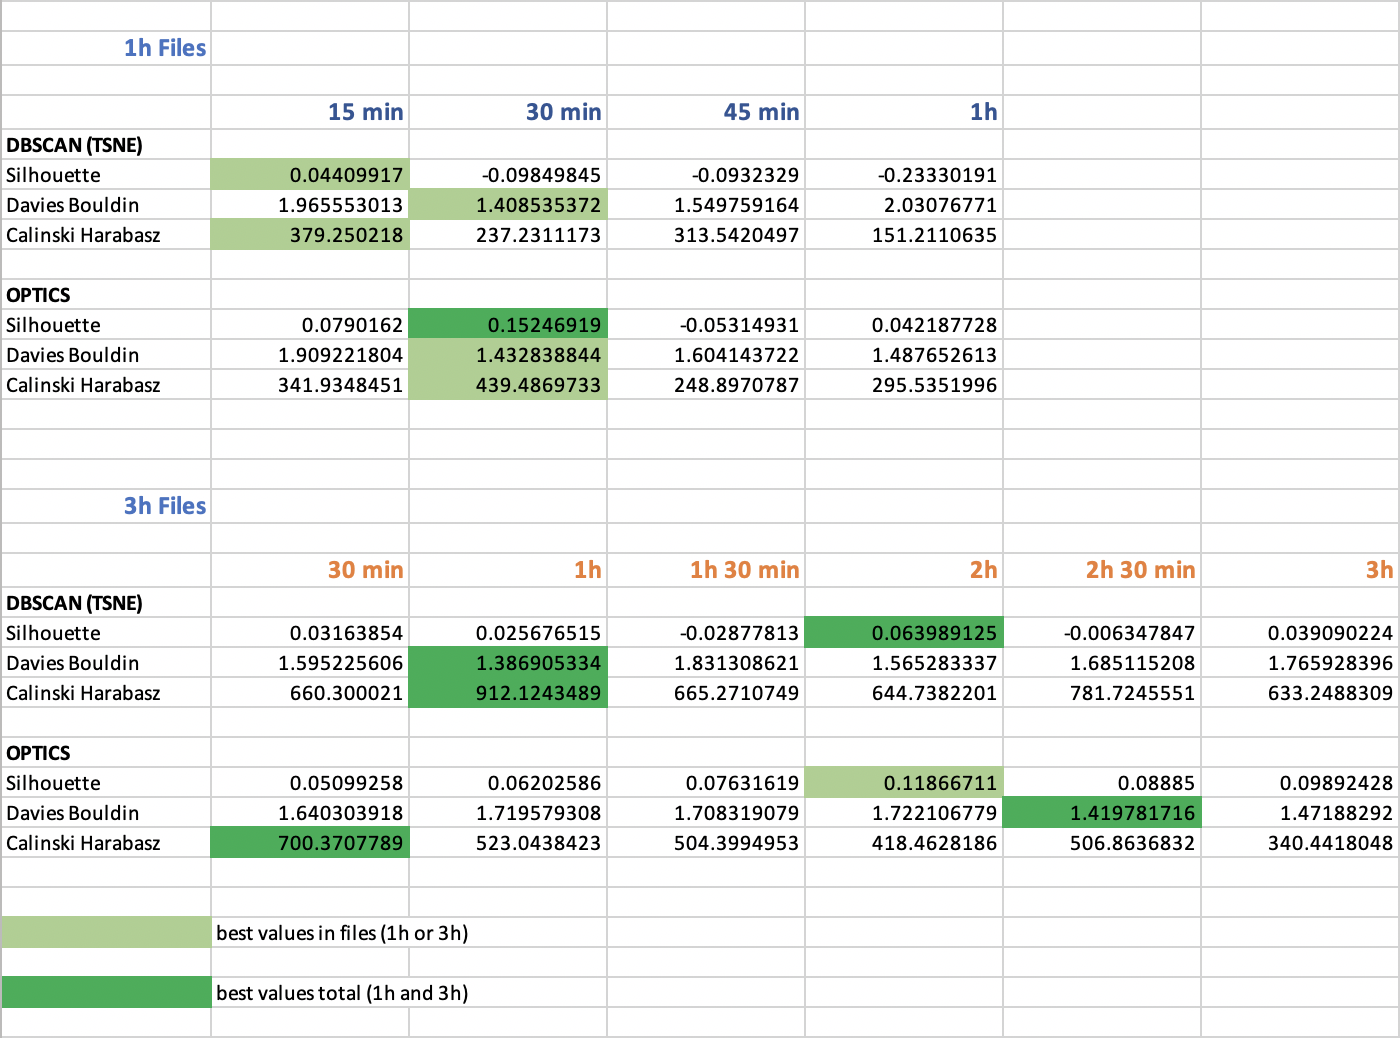 1h Files
15 min 30 min 45 min 1h
DBSCAN (TSNE)
Silhouette 0.04409917 -0.09849845 -0.0932329 -0.23330191
Davies Bouldin 1.965553013 1.408535372 1.549759164 2.03076771
Calinski Harabasz 379.250218 237.2311173 313.5420497 151.2110635
OPTICS
Silhouette 0.0790162 0.15246919 -0.05314931 0.042187728
Davies Bouldin 1.909221804 1.432838844 1.604143722 1.487652613
Calinski Harabasz 341.9348451 439.4869733 248.8970787 295.5351996
3h Files
30 min 1h 1h 30 min 2h 2h 30 min 3h
DBSCAN (TSNE)
Silhouette 0.03163854 0.025676515 -0.02877813 0.063989125 -0.006347847 0.039090224
Davies Bouldin 1.595225606 1.386905334 1.831308621 1.565283337 1.685115208 1.765928396
Calinski Harabasz 660.300021 912.1243489 665.2710749 644.7382201 781.7245551 633.2488309
OPTICS
Silhouette 0.05099258 0.06202586 0.07631619 0.11866711 0.08885 0.09892428
Davies Bouldin 1.640303918 1.719579308 1.708319079 1.722106779 1.419781716 1.47188292
Calinski Harabasz 700.3707789 523.0438423 504.3994953 418.4628186 506.8636832 340.4418048
best values in files (1h or 3h)
best values total (1h and 3h)